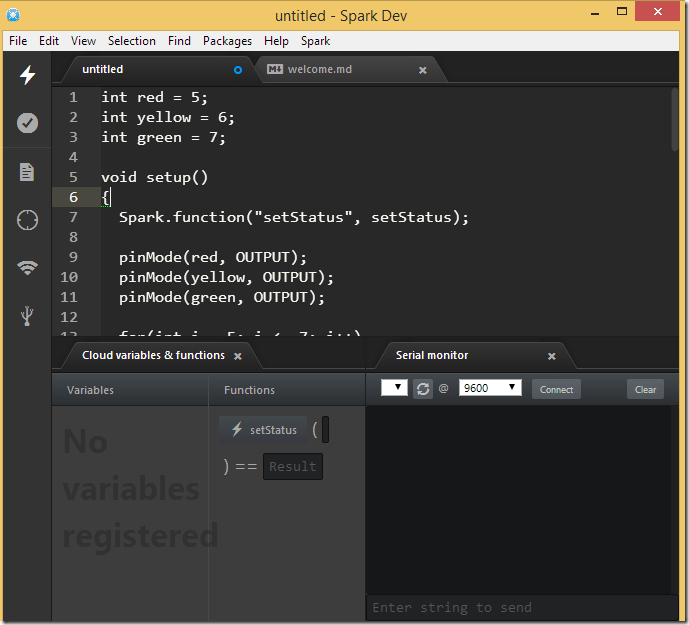 untitled - Spark Dev
File Edit View Selection Find Packages Help Spark
untitled
welcome.md
1 int red = 5;
2 int yellow = 6;
3 int green = 7;
4
5 void setup()
6 {
7 Spark.function("setStatus", setStatus);
8
9 pinMode(red, OUTPUT);
10 pinMode(yellow, OUTPUT);
11 pinMode(green, OUTPUT);
12
Cloud variables & functions
Serial monitor
Variables
Functions
@ 9600 Connect Clear
No
variables
registered
setStatus (
) == Result
Enter string to send